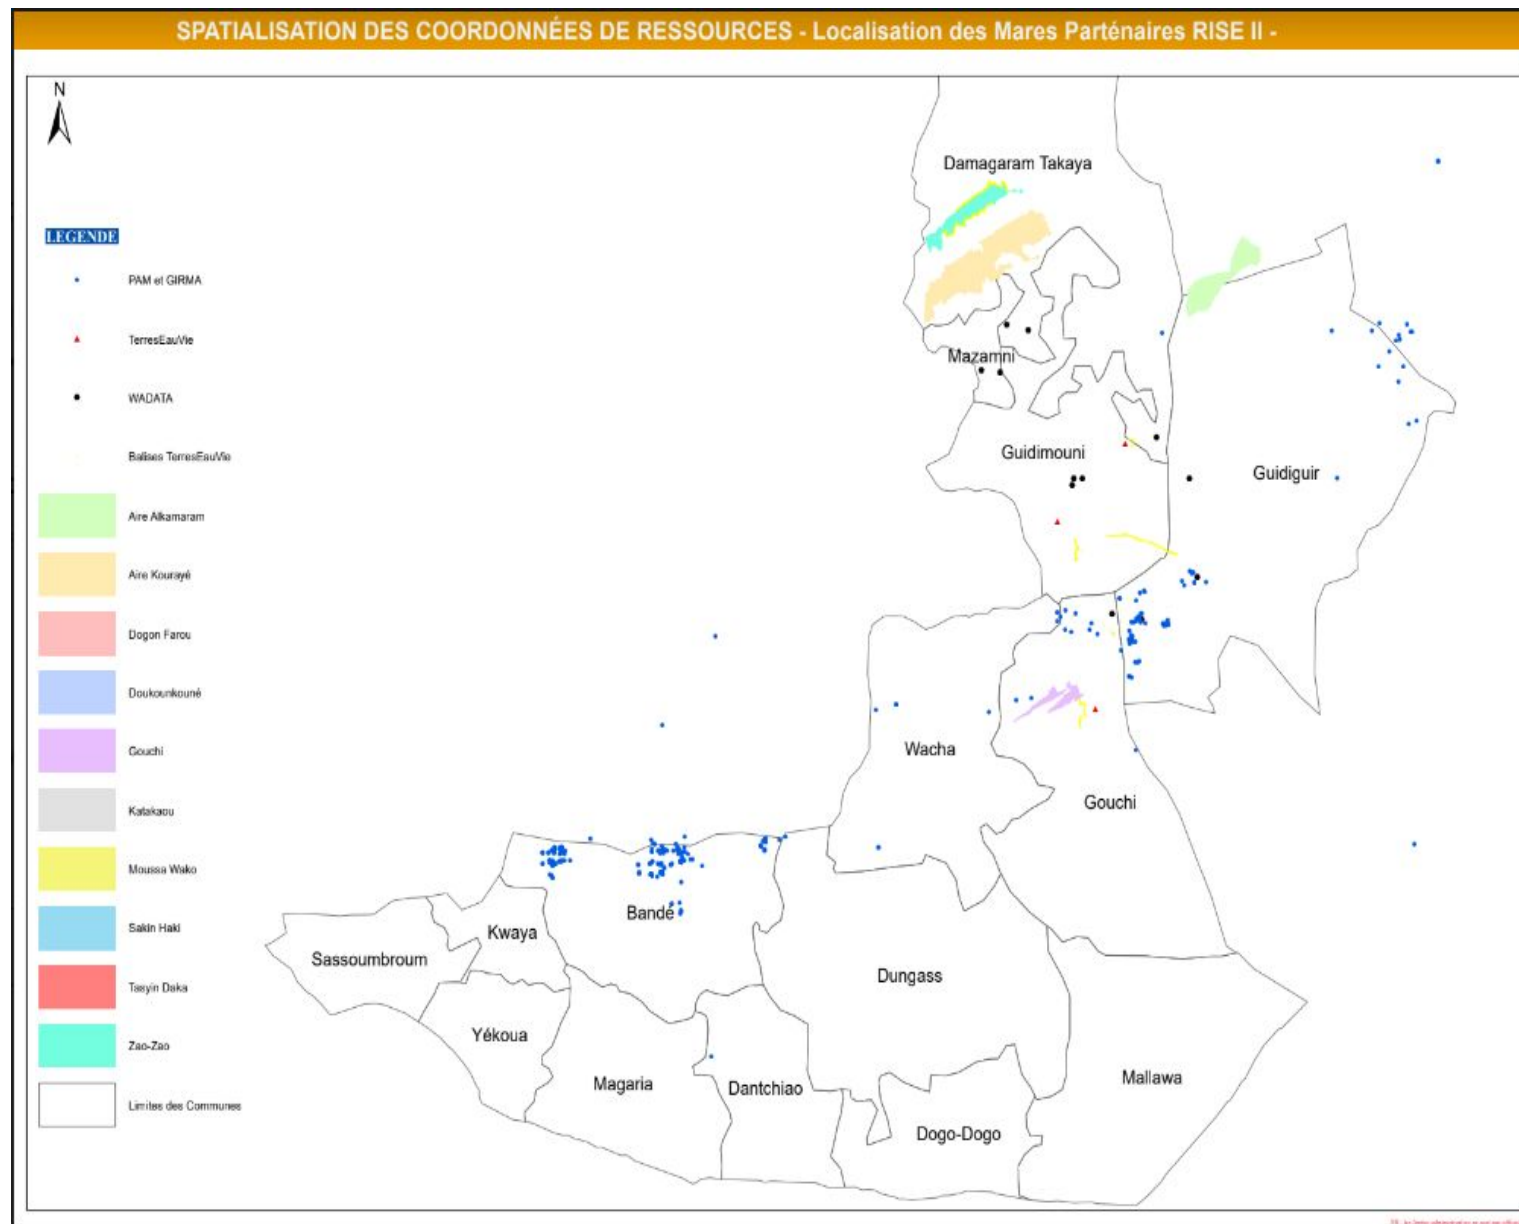 SPATIALISATION DES COORDONNÉES DE RESSOURCES - Localisation des Mares Parténaires RISE II -
N
LEGENDE
PAM et GIRMA
TerresEauVie
WADATA
Balises TerresEauVie
Aire Alkamaram
Aire Kourayé
Dogon Farou
Doukounkouné
Gouchi
Katakaou
Moussa Wako
Sakin Haki
Tasyin Daka
Zao-Zao
Limites des Communes
Damagaram Takaya
Mazamni
Guidimouni
Guidiguir
Wacha
Gouchi
Bandé
Kwaya
Sassoumbroum
Dungass
Yékoua
Magaria
Dantchiao
Mallawa
Dogo-Dogo